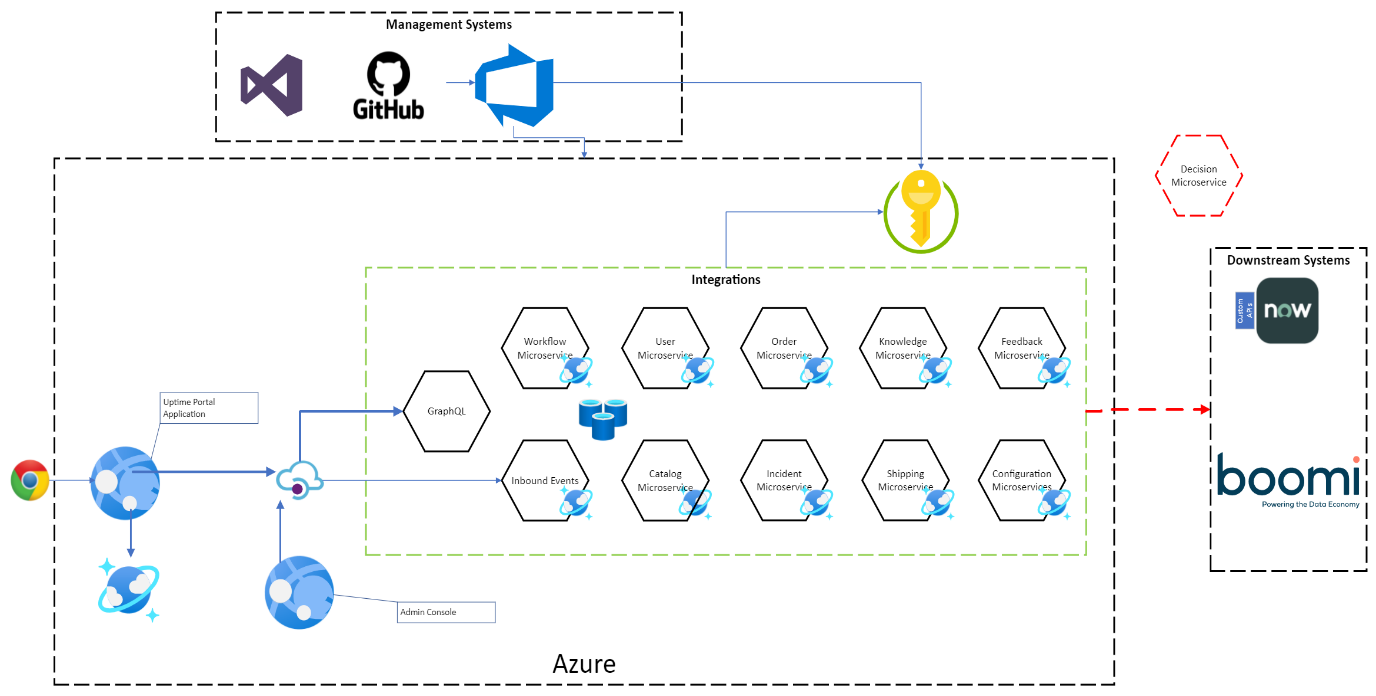 Management Systems
GitHub
Decision
Microservice
Downstream Systems
Custom
APIs
now
Integrations
Workflow
Microservice
User
Microservice
Order
Microservice
Knowledge
Microservice
Feedback
Microservice
Uptime Portal
Application
GraphQL
Inbound Events
Catalog
Microservice
Incident
Microservice
Shipping
Microservice
Configuration
Microservices
boomi
Powering the Data Economy
Admin Console
Azure